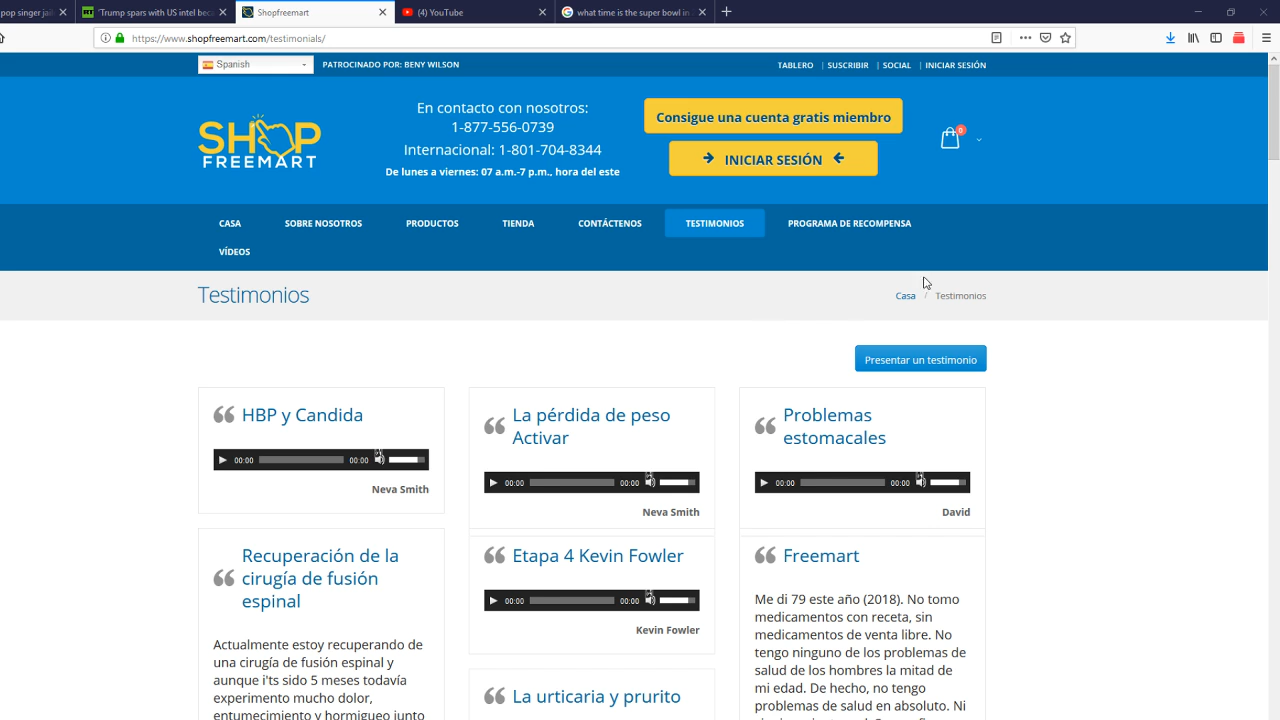 pop singer jail
'Trump spars with US intel beca
Shopfreemart
(4) YouTube
what time is the super bowl in
https://www.shopfreemart.com/testimonials/
Spanish
PATROCINADO POR: BENY WILSON
TABLERO | SUSCRIBIR | SOCIAL | INICIAR SESIÓN
SHOP
FREEMART
En contacto con nosotros:
1-877-556-0739
Internacional: 1-801-704-8344
De lunes a viernes: 07 a.m.-7 p.m., hora del este
Consigue una cuenta gratis miembro
INICIAR SESIÓN
0
CASA SOBRE NOSOTROS PRODUCTOS TIENDA CONTÁCTENOS TESTIMONIOS PROGRAMA DE RECOMPENSA
VÍDEOS
Testimonios
Casa / Testimonios
Presentar un testimonio
HBP y Candida
00:00 00:00
Neva Smith
La pérdida de peso
Activar
00:00 00:00
Neva Smith
Problemas
estomacales
00:00 00:00
David
Recuperación de la
cirugía de fusión
espinal
Actualmente estoy recuperando de
una cirugía de fusión espinal y
aunque i'ts sido 5 meses todavía
experimento mucho dolor,
entumecimiento y hormigueo junto
Etapa 4 Kevin Fowler
00:00 00:00
Kevin Fowler
La urticaria y prurito
Freemart
Me di 79 este año (2018). No tomo
medicamentos con receta, sin
medicamentos de venta libre. No
tengo ninguno de los problemas de
salud de los hombres la mitad de
mi edad. De hecho, no tengo
problemas de salud en absoluto. Ni